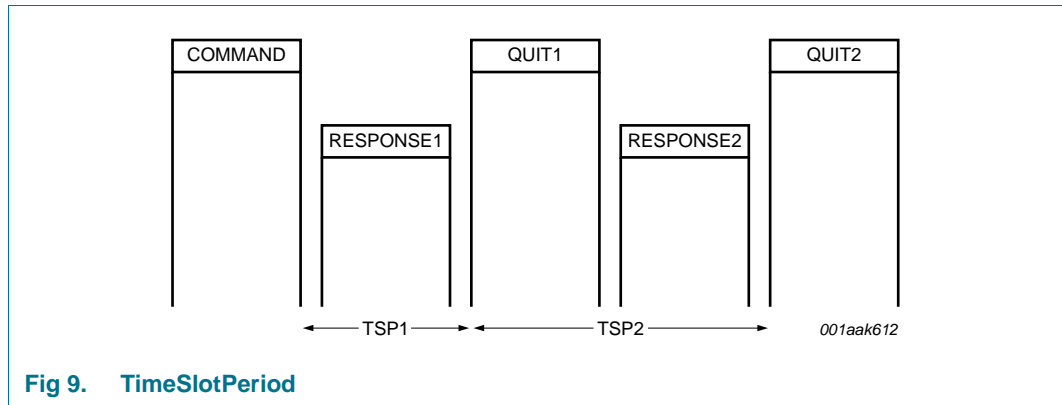 COMMAND
QUIT1
QUIT2
RESPONSE1
RESPONSE2
TSP1
TSP2
001aak612
Fig 9. TimeSlotPeriod